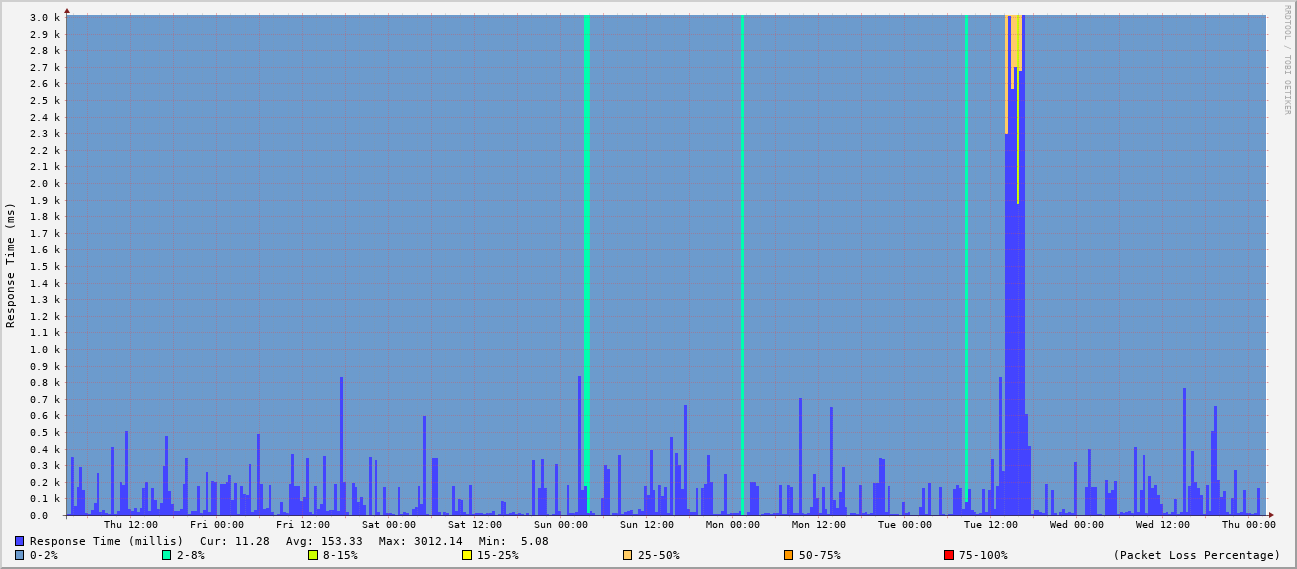 RRDTOOL / TOBI OETIKER
Response Time (ms)
3.0 k
2.9 k
2.8 k
2.7 k
2.6 k
2.5 k
2.4 k
2.3 k
2.2 k
2.1 k
2.0 k
1.9 k
1.8 k
1.7 k
1.6 k
1.5 k
1.4 k
1.3 k
1.2 k
1.1 k
1.0 k
0.9 k
0.8 k
0.7 k
0.6 k
0.5 k
0.4 k
0.3 k
0.2 k
0.1 k
0.0
Thu 12:00 Fri 00:00 Fri 12:00 Sat 00:00 Sat 12:00 Sun 00:00 Sun 12:00 Mon 00:00 Mon 12:00 Tue 00:00 Tue 12:00 Wed 00:00 Wed 12:00 Thu 00:00
Response Time (millis) Cur: 11.28 Avg: 153.33 Max: 3012.14 Min: 5.08
0-2% 2-8% 8-15% 15-25% 25-50% 50-75% 75-100% (Packet Loss Percentage)